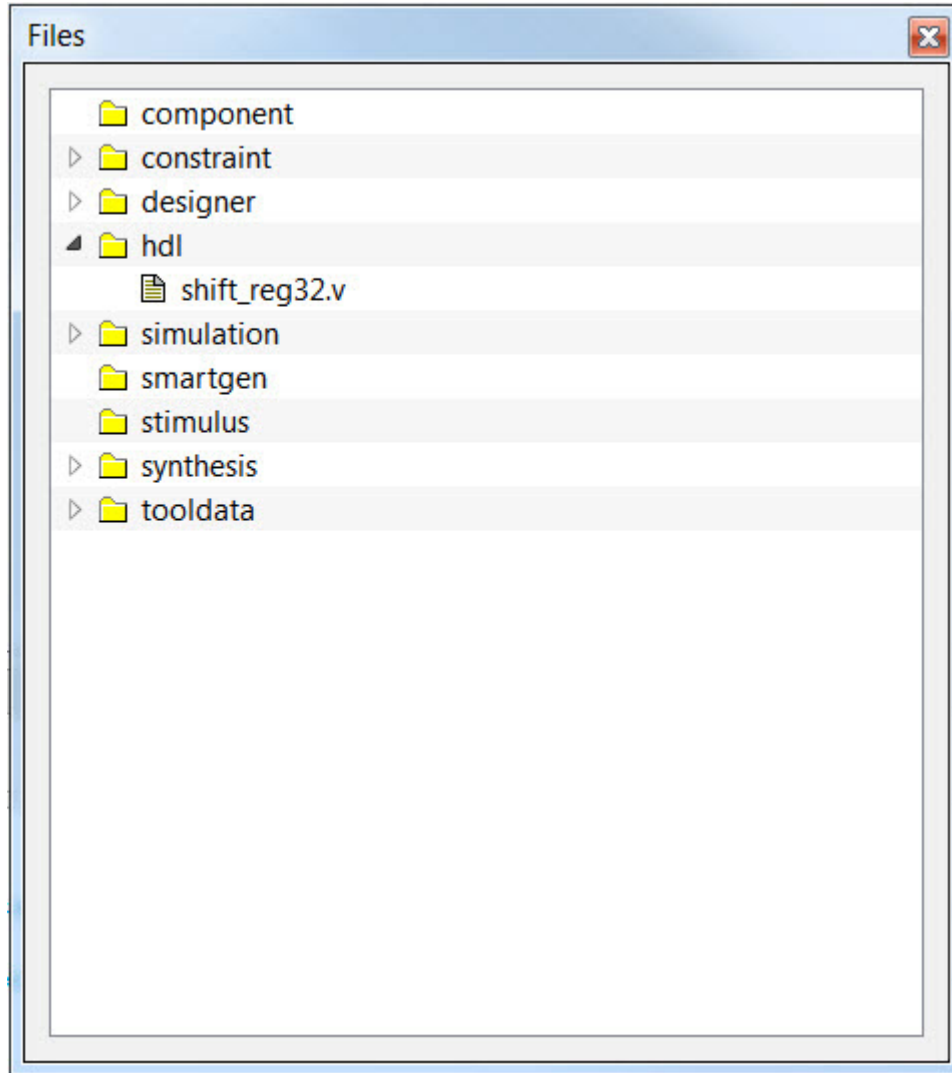 Files
component
constraint
designer
hdl
shift_reg32.v
simulation
smartgen
stimulus
synthesis
tooldata